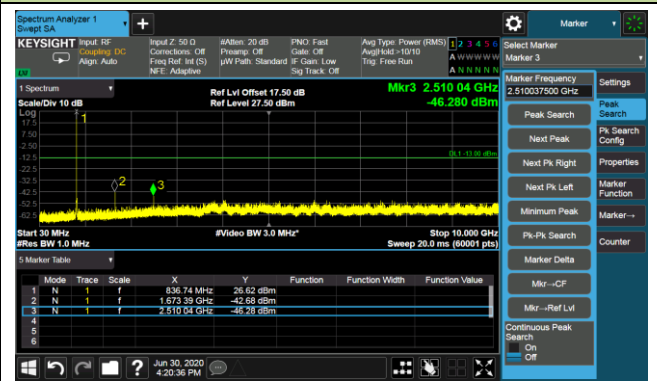 Spectrum Analyzer 1
Swept SA
+
Marker
KEYSIGHT
Input: RF
Coupling: DC
Align: Auto
Input Z: 50 Ω
Corrections: Off
Freq Ref: Int (S)
NFE: Adaptive
#Atten: 20 dB
Preamp: Off
µW Path: Standard
PNO: Fast
Gate: Off
IF Gain: Low
Sig Track: Off
Avg Type: Power (RMS)
Avg|Hold:>10/10
Trig: Free Run
1 2 3 4 5 6
A W W W W W
A N N N N N
LW
Select Marker
Marker 3
1 Spectrum
Scale/Div 10 dB
Ref Lvl Offset 17.50 dB
Ref Level 27.50 dBm
Mkr3 2.510 04 GHz
-46.280 dBm
Log
17.5
7.50
-2.50
-12.5
-22.5
-32.5
-42.5
-52.5
-62.5
1
2
3
DL1 -13.00 dBm
Start 30 MHz
#Res BW 1.0 MHz
#Video BW 3.0 MHz*
Stop 10.000 GHz
Sweep 20.0 ms (60001 pts)
5 Marker Table
Mode Trace Scale X Y Function Function Width Function Value
1 N 1 f 836.74 MHz 26.62 dBm
2 N 1 f 1.673 39 GHz -42.68 dBm
3 N 1 f 2.510 04 GHz -46.28 dBm
4
5
6
Marker Frequency
2.510037500 GHz
Peak Search
Next Peak
Next Pk Right
Next Pk Left
Minimum Peak
Pk-Pk Search
Marker Delta
Mkr→CF
Mkr→Ref Lvl
Continuous Peak
Search
On
Off
Settings
Peak
Search
Pk Search
Config
Properties
Marker
Function
Marker→
Counter
?
Jun 30, 2020
4:20:36 PM